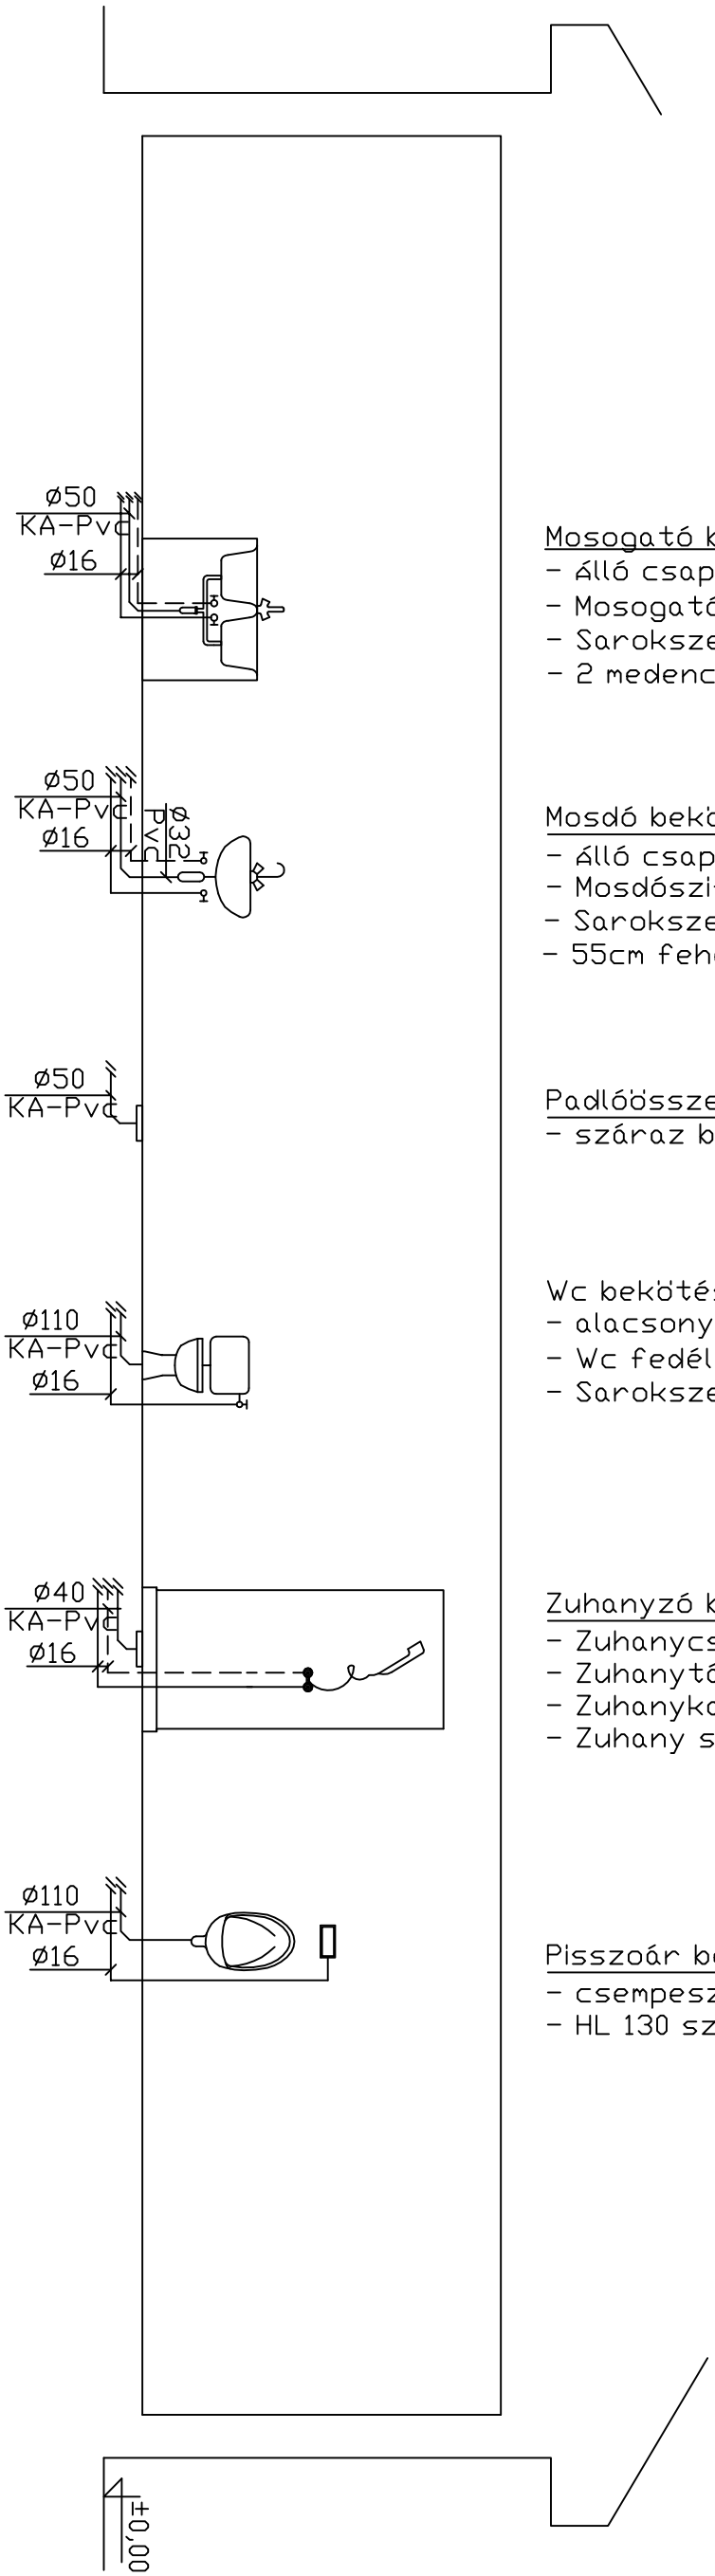 ø50
KA-Pvc
ø16
Mosogató k
- Álló csap
- Mosogató
- Saroksze
- 2 medenc
ø50
KA-Pvc
ø16
ø32
PVC
Mosdó bekö
- Álló csap
- Mosdószi
- Saroksze
- 55cm fehé
ø50
KA-Pvc
Padlóössze
- száraz b
ø110
KA-Pvc
ø16
Wc bekötés
- alacsony
- Wc fedél
- Saroksze
ø40
KA-Pvc
ø16
Zuhanyzó k
- Zuhanycs
- Zuhanytá
- Zuhanyka
- Zuhany s
ø110
KA-Pvc
ø16
Pisszoár be
- csempesz
- HL 130 sz
±0,00